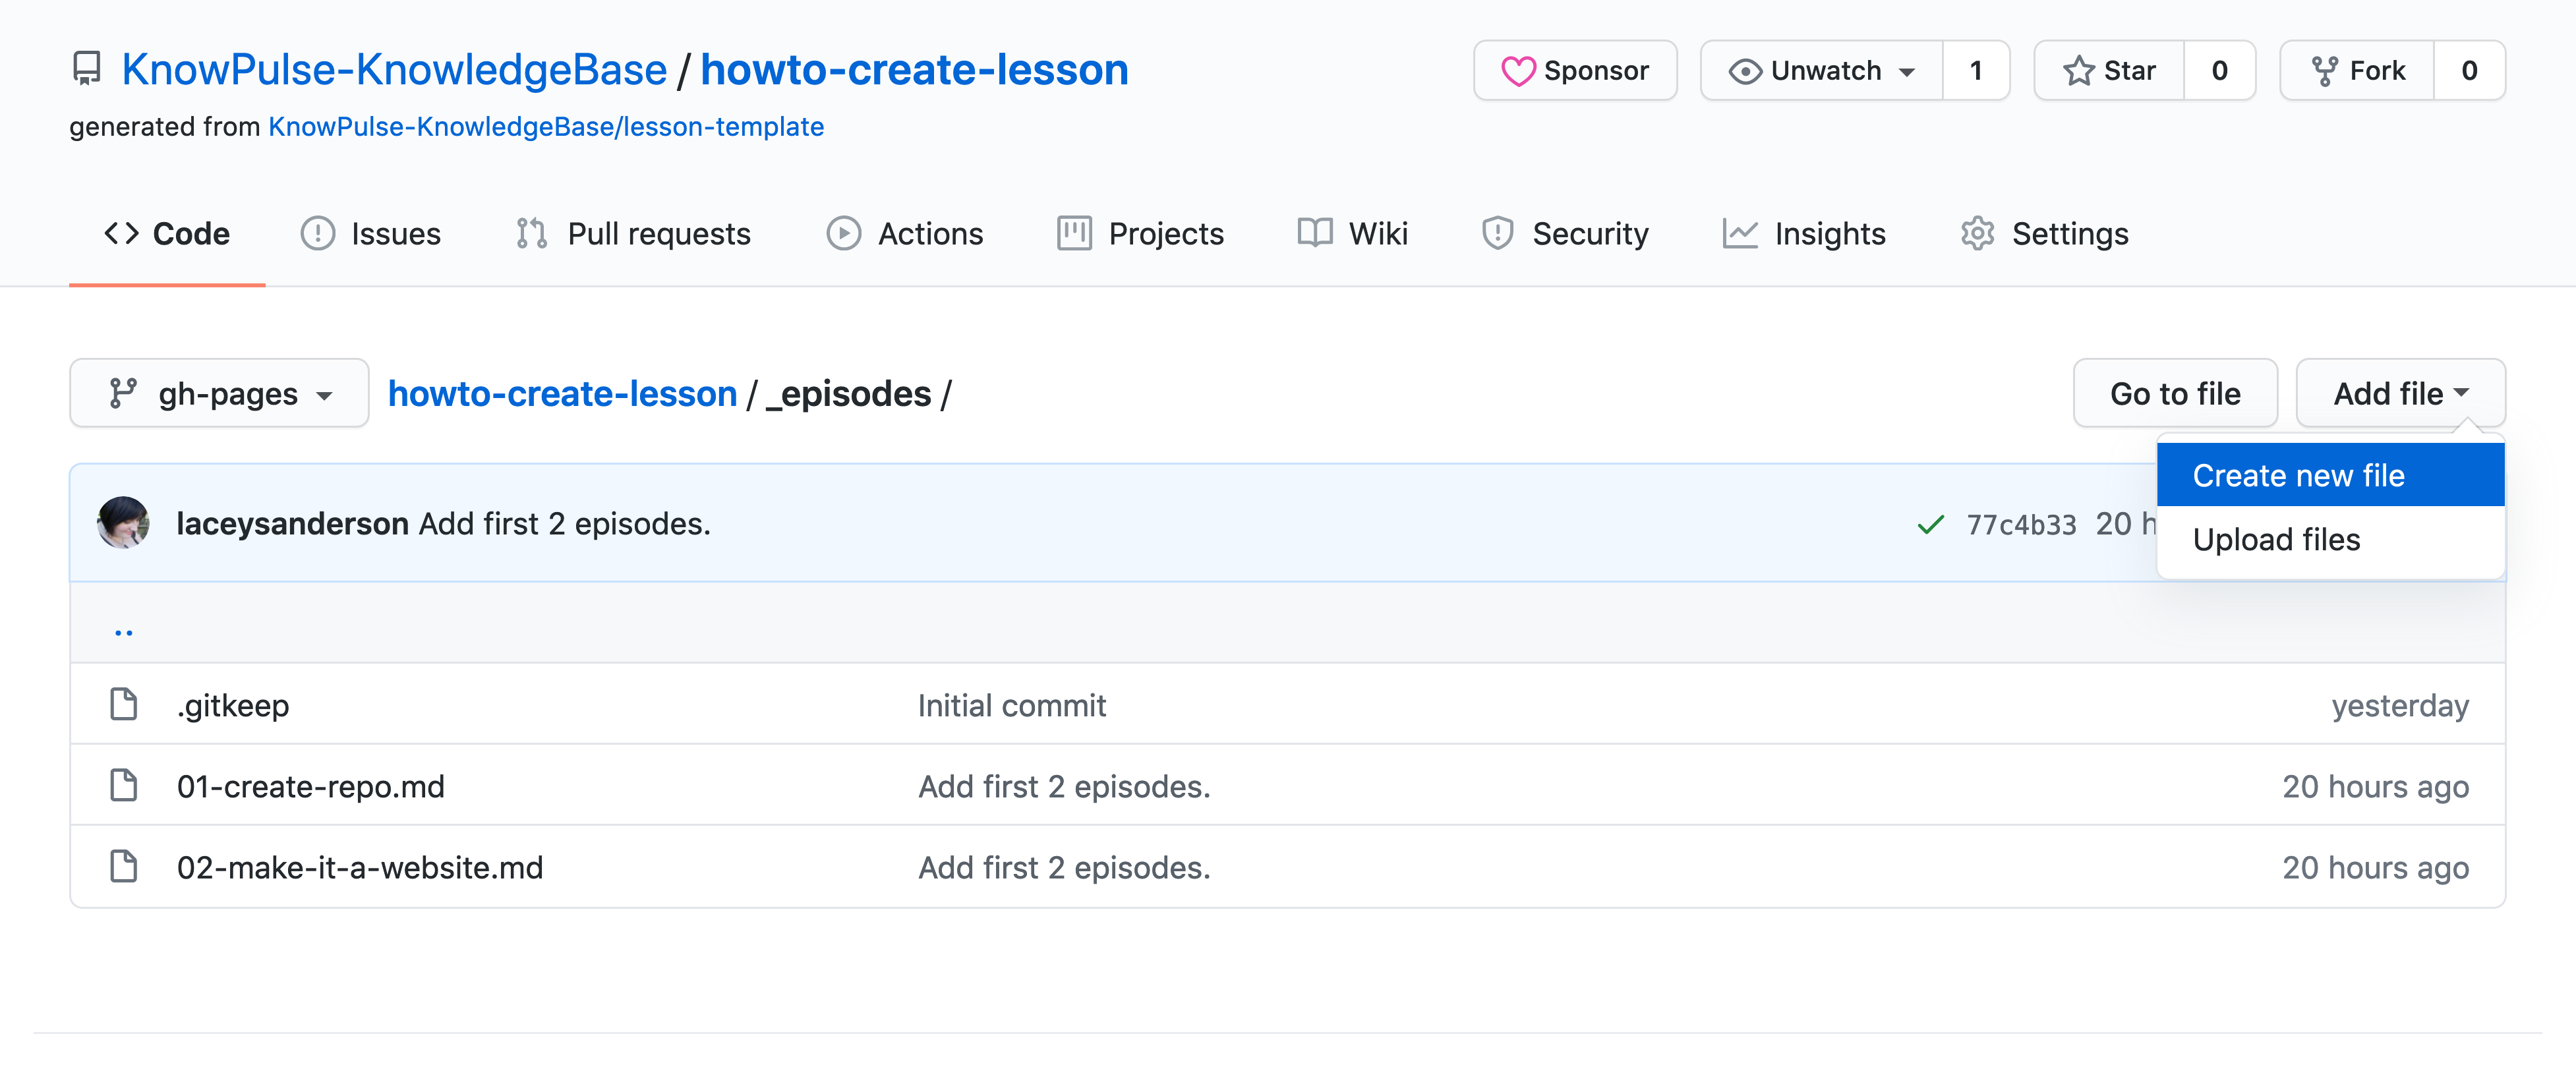 KnowPulse-KnowledgeBase / howto-create-lesson
Sponsor Unwatch 1 Star 0 Fork 0
generated from KnowPulse-KnowledgeBase/lesson-template
Code Issues Pull requests Actions Projects Wiki Security Insights Settings
gh-pages howto-create-lesson / _episodes / Go to file Add file
Create new file
laceysanderson Add first 2 episodes. 77c4b33 20 h
Upload files
..
.gitkeep Initial commit yesterday
01-create-repo.md Add first 2 episodes. 20 hours ago
02-make-it-a-website.md Add first 2 episodes. 20 hours ago